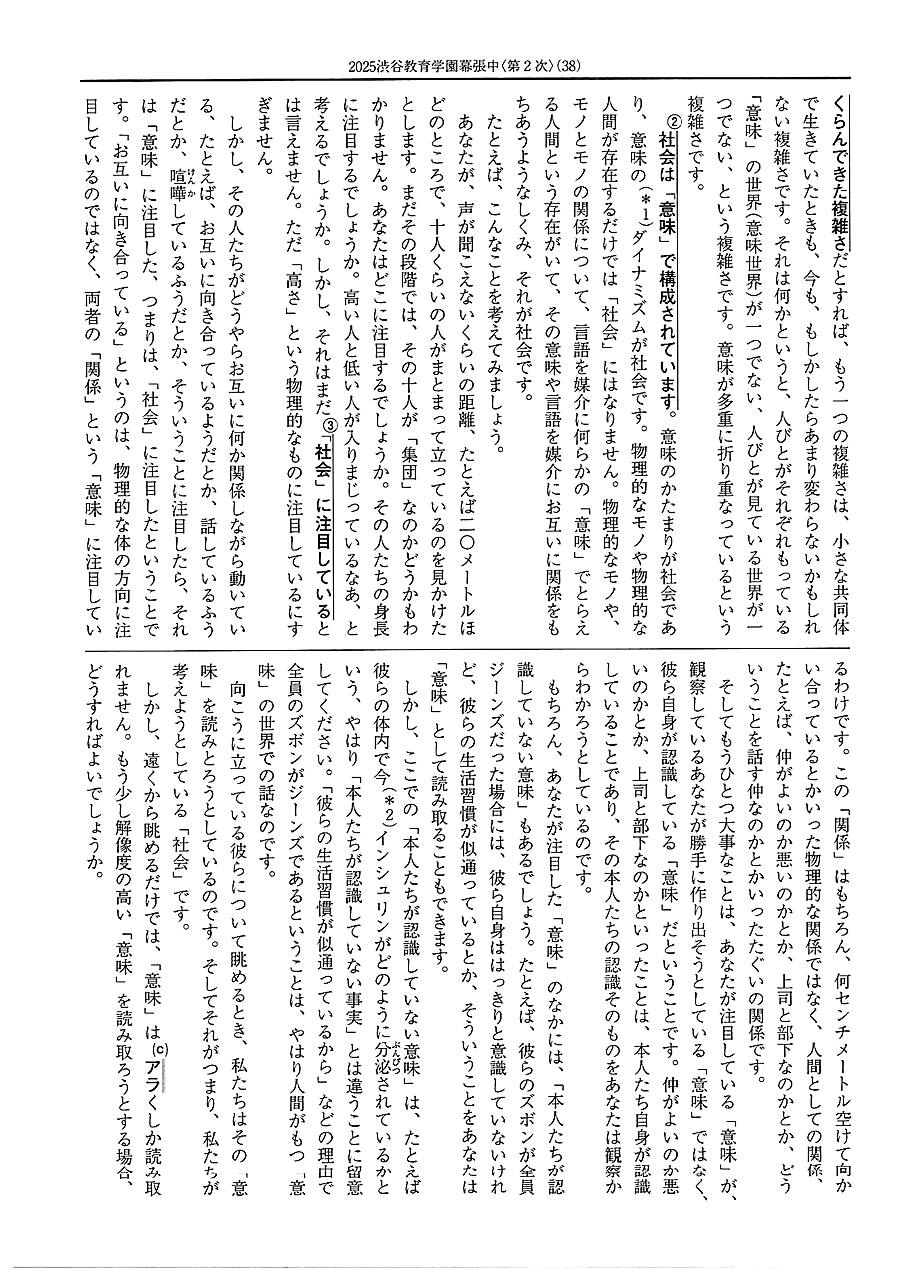 2025渋谷教育学園幕張中〈第2次〉(38)
くらんできた複雑さだとすれば、もう一つの複雑さは、小さな共同体
で生きていたときも、今も、もしかしたらあまり変わらないかもしれ
ない複雑さです。それは何かというと、人びとがそれぞれもっている
「意味」の世界(意味世界)が一つでない、人びとが見ている世界が一
つでない、という複雑さです。意味が多重に折り重なっているという
複雑さです。
②社会は「意味」で構成されています。意味のかたまりが社会であ
り、意味の(*1)ダイナミズムが社会です。物理的なモノや物理的な
人間が存在するだけでは「社会」にはなりません。物理的なモノや、
モノとモノの関係について、言語を媒介に何らかの「意味」でとらえ
る人間という存在がいて、その意味や言語を媒介にお互いに関係をも
ちあうようなしくみ、それが社会です。
たとえば、こんなことを考えてみましょう。
あなたが、声が聞こえないくらいの距離、たとえば二〇メートルほ
どのところで、十人くらいの人がまとまって立っているのを見かけた
とします。まだその段階では、その十人が「集団」なのかどうかもわ
かりません。あなたはどこに注目するでしょうか。その人たちの身長
に注目するでしょうか。高い人と低い人が入りまじっているなあ、と
考えるでしょうか。しかし、それはまだ③「社会」に注目していると
は言えません。ただ「高さ」という物理的なものに注目しているにす
ぎません。
しかし、その人たちがどうやらお互いに何か関係しながら動いてい
る、たとえば、お互いに向き合っているようだとか、話しているふう
だとか、喧嘩しているふうだとか、そういうことに注目したら、それ
は「意味」に注目した、つまりは、「社会」に注目したということで
す。「お互いに向き合っている」というのは、物理的な体の方向に注
目しているのではなく、両者の「関係」という「意味」に注目してい
るわけです。この「関係」はもちろん、何センチメートル空けて向か
い合っているとかいった物理的な関係ではなく、人間としての関係、
たとえば、仲がよいのか悪いのかとか、上司と部下なのかとか、どう
いうことを話す仲なのかとかいったたぐいの関係です。
そしてもうひとつ大事なことは、あなたが注目している「意味」が、
観察しているあなたが勝手に作り出そうとしている「意味」ではなく、
彼ら自身が認識している「意味」だということです。仲がよいのか悪
いのかとか、上司と部下なのかといったことは、本人たち自身が認識
していることであり、その本人たちの認識そのものをあなたは観察か
らわかろうとしているのです。
もちろん、あなたが注目した「意味」のなかには、「本人たちが認
識していない意味」もあるでしょう。たとえば、彼らのズボンが全員
ジーンズだった場合には、彼ら自身ははっきりと意識していないけれ
ど、彼らの生活習慣が似通っているとか、そういうことをあなたは
「意味」として読み取ることもできます。
しかし、ここでの「本人たちが認識していない意味」は、たとえば
彼らの体内で今(*2)インシュリンがどのように分泌されているかと
いう、やはり「本人たちが認識していない事実」とは違うことに留意
してください。「彼らの生活習慣が似通っているから」などの理由で
全員のズボンがジーンズであるということは、やはり人間がもつ「意
味」の世界での話なのです。
向こうに立っている彼らについて眺めるとき、私たちはその「意
味」を読みとろうとしているのです。そしてそれがつまり、私たちが
考えようとしている「社会」です。
しかし、遠くから眺めるだけでは、「意味」は(c)アラくしか読み取
れません。もう少し解像度の高い「意味」を読み取ろうとする場合、
どうすればよいでしょうか。
けんか
ぶんぴつ